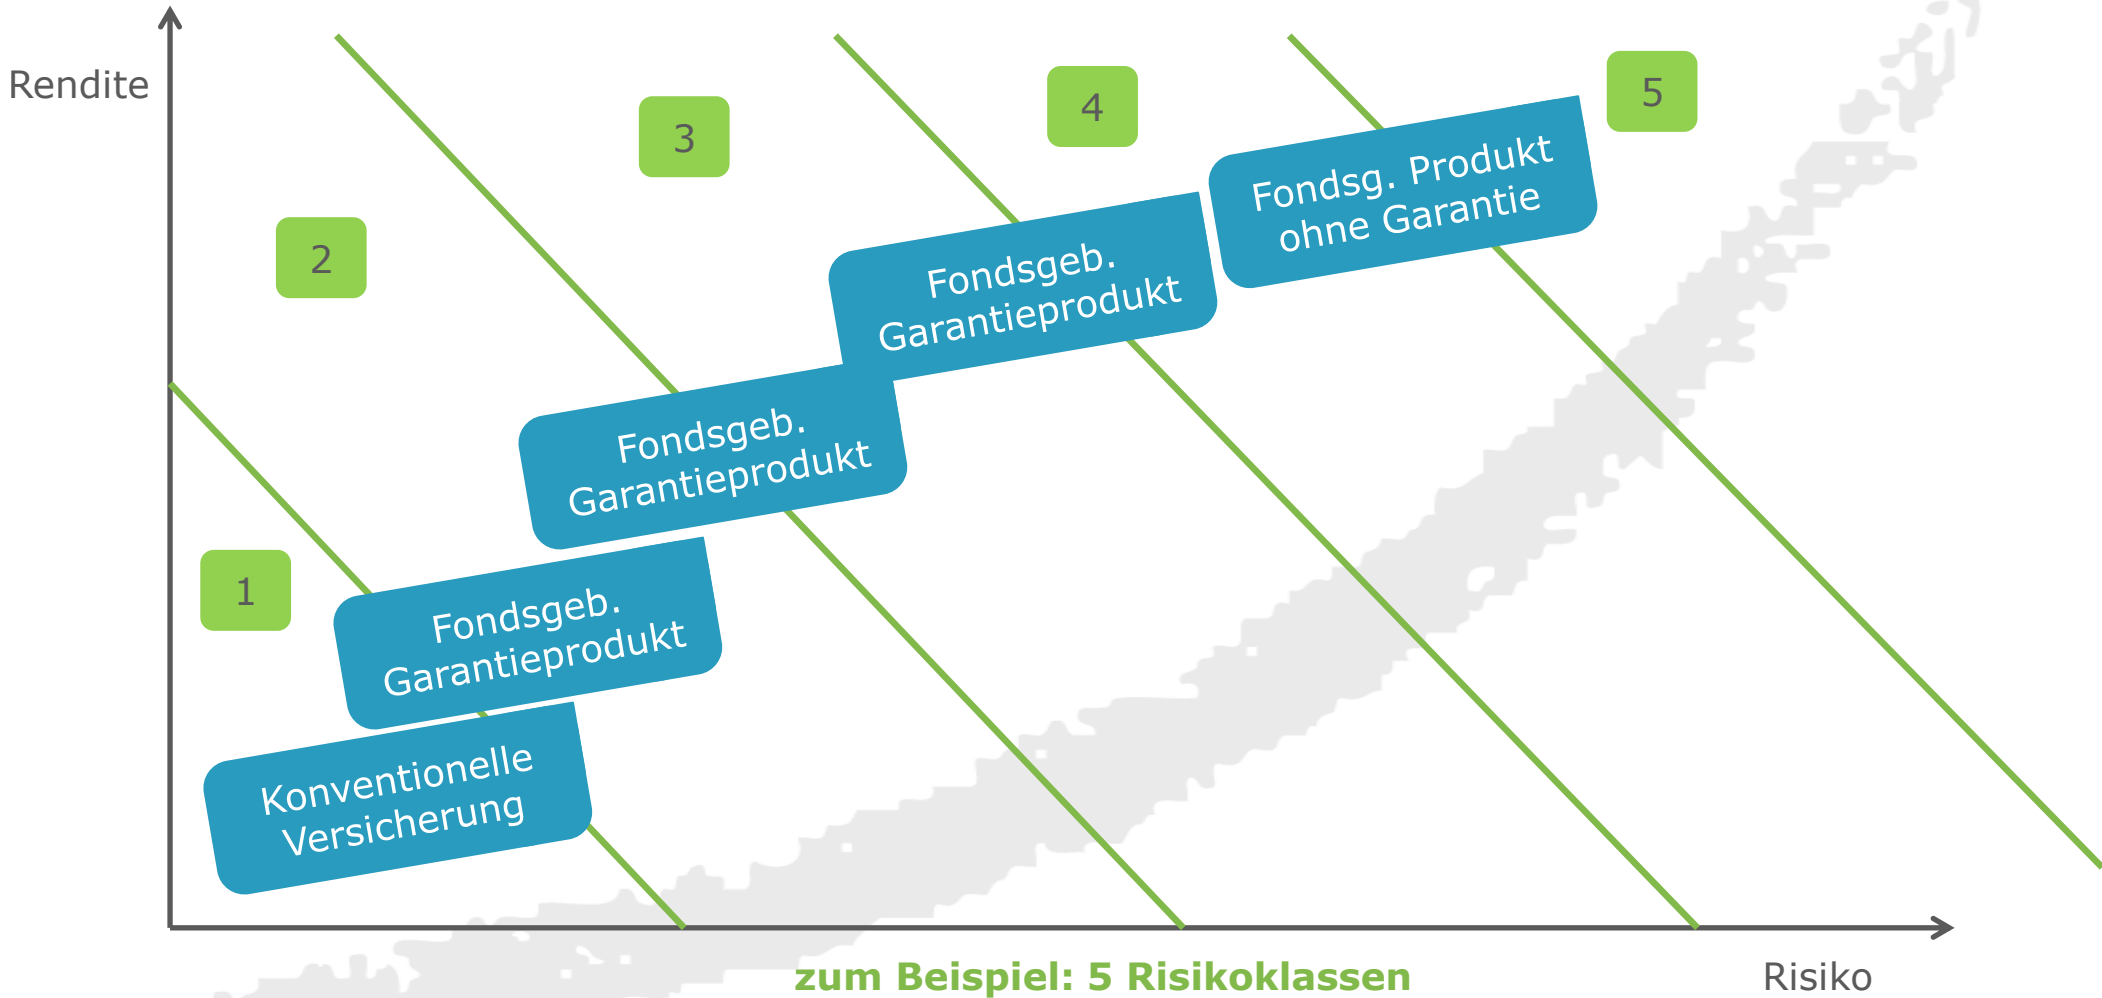 Rendite
5
4
3
Fondsg. Produkt
ohne Garantie
2
Fondsgeb.
Garantieprodukt
Fondsgeb.
Garantieprodukt
1
Fondsgeb.
Garantieprodukt
Konventionelle
Versicherung
zum Beispiel: 5 Risikoklassen
Risiko